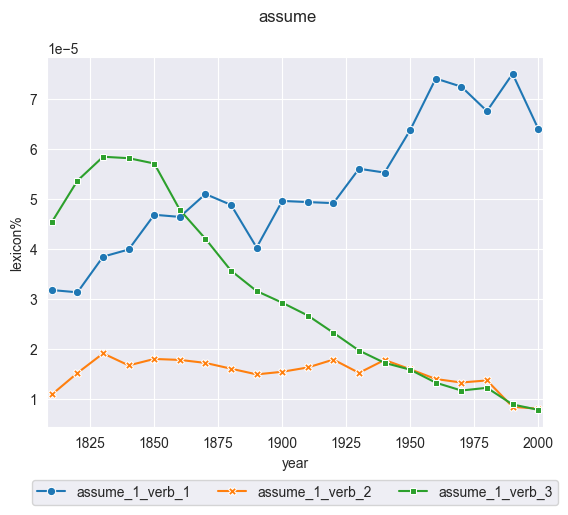 assume
1e−5
7
6
5
4
3
2
1
lexicon%
1825 1850 1875 1900 1925 1950 1975 2000
year
assume_1_verb_1 assume_1_verb_2 assume_1_verb_3